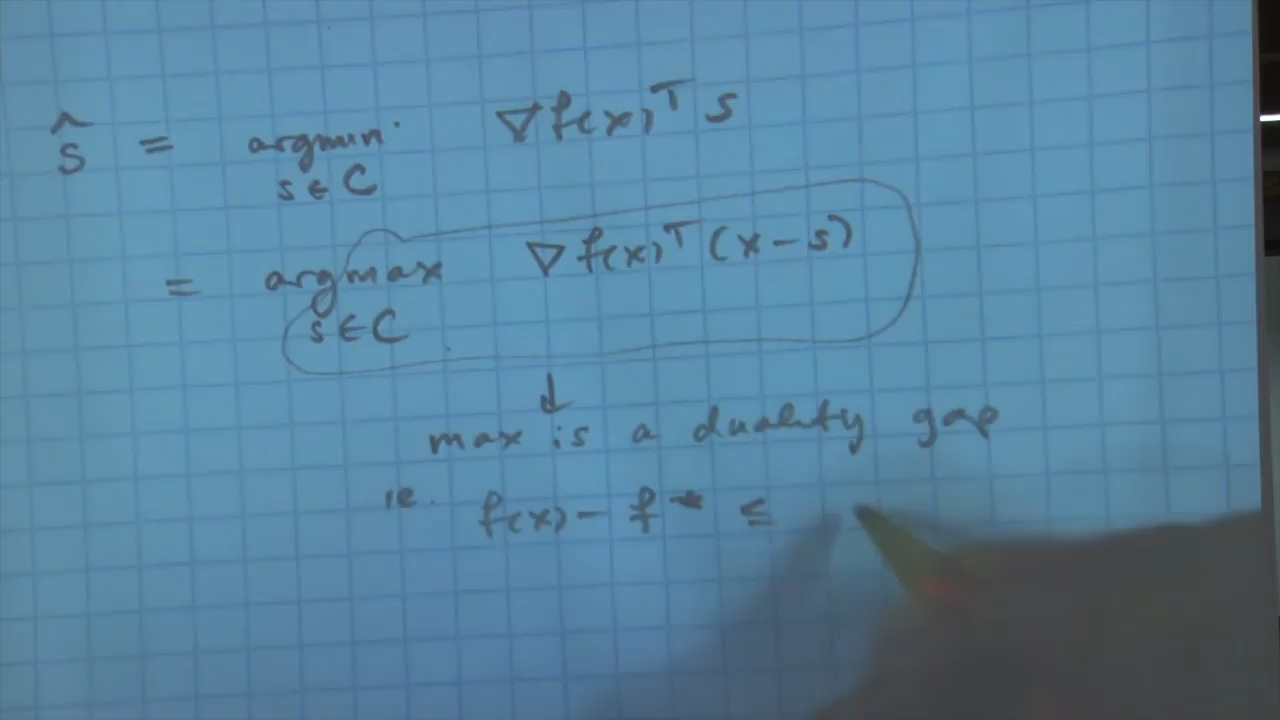 ŝ = argmin ∇f(x)ᵀ s
s ∈ C
= argmax ∇f(x)ᵀ (x − s)
s ∈ C
↓
max is a duality gap
ie. f(x) − f* ≤